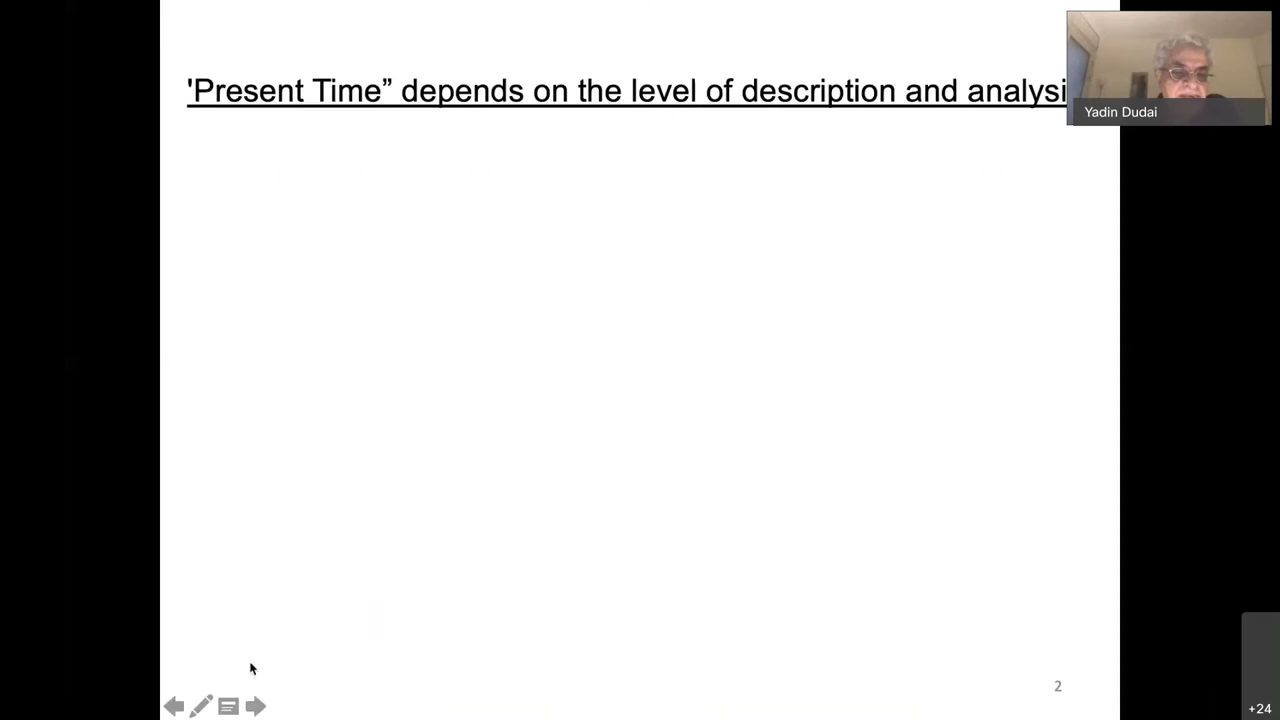 'Present Time” depends on the level of description and analysi
Yadin Dudai
2
+24